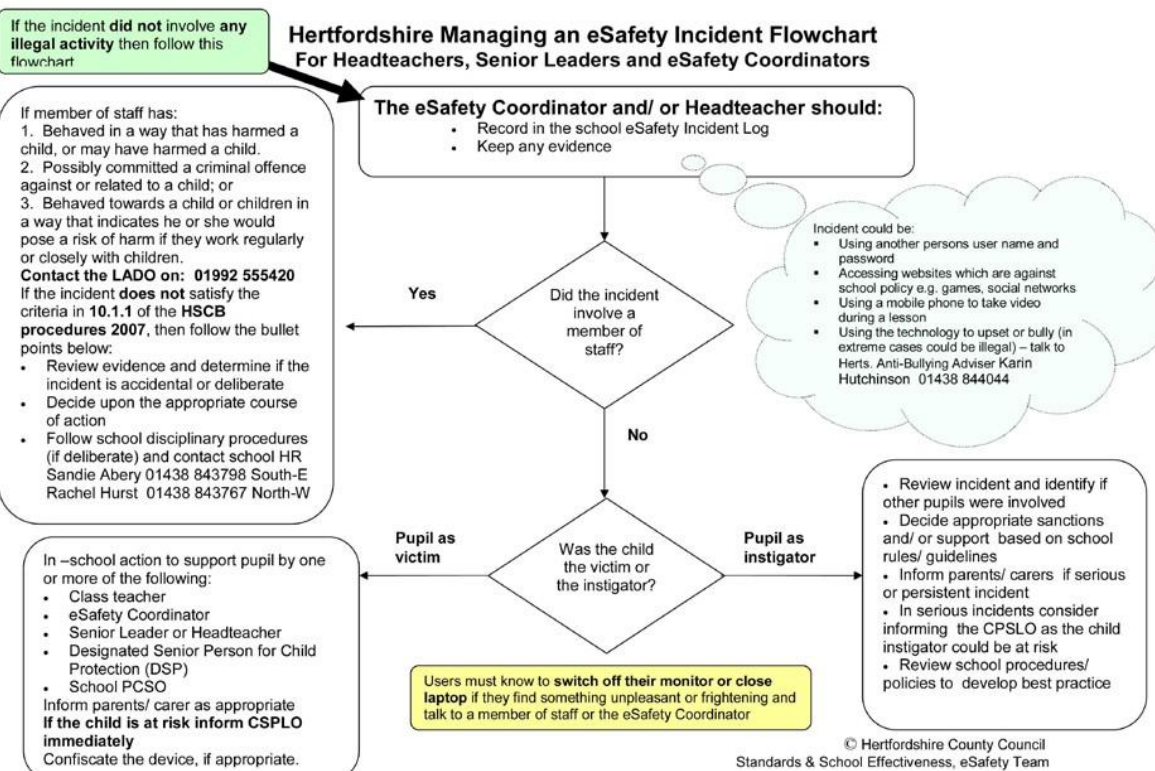 If the incident did not involve any
illegal activity then follow this
flowchart
Hertfordshire Managing an eSafety Incident Flowchart
For Headteachers, Senior Leaders and eSafety Coordinators
The eSafety Coordinator and/ or Headteacher should:
• Record in the school eSafety Incident Log
• Keep any evidence
If member of staff has:
1. Behaved in a way that has harmed a
child, or may have harmed a child.
2. Possibly committed a criminal offence
against or related to a child; or
3. Behaved towards a child or children in
a way that indicates he or she would
pose a risk of harm if they work regularly
or closely with children.
Contact the LADO on: 01992 555420
If the incident does not satisfy the
criteria in 10.1.1 of the HSCB
procedures 2007, then follow the bullet
points below:
• Review evidence and determine if the
incident is accidental or deliberate
• Decide upon the appropriate course
of action
• Follow school disciplinary procedures
(if deliberate) and contact school HR
Sandie Abery 01438 843798 South-E
Rachel Hurst 01438 843767 North-W
Yes
Did the incident
involve a
member of
staff?
Incident could be:
▪ Using another persons user name and
password
▪ Accessing websites which are against
school policy e.g. games, social networks
▪ Using a mobile phone to take video
during a lesson
▪ Using the technology to upset or bully (in
extreme cases could be illegal) – talk to
Herts. Anti-Bullying Adviser Karin
Hutchinson 01438 844044
No
Pupil as
victim
Was the child
the victim or
the instigator?
Pupil as
instigator
In –school action to support pupil by one
or more of the following:
• Class teacher
• eSafety Coordinator
• Senior Leader or Headteacher
• Designated Senior Person for Child
Protection (DSP)
• School PCSO
Inform parents/ carer as appropriate
If the child is at risk inform CSPLO
immediately
Confiscate the device, if appropriate.
• Review incident and identify if
other pupils were involved
• Decide appropriate sanctions
and/ or support based on school
rules/ guidelines
• Inform parents/ carers if serious
or persistent incident
• In serious incidents consider
informing the CPSLO as the child
instigator could be at risk
• Review school procedures/
policies to develop best practice
Users must know to switch off their monitor or close
laptop if they find something unpleasant or frightening and
talk to a member of staff or the eSafety Coordinator
© Hertfordshire County Council
Standards & School Effectiveness, eSafety Team